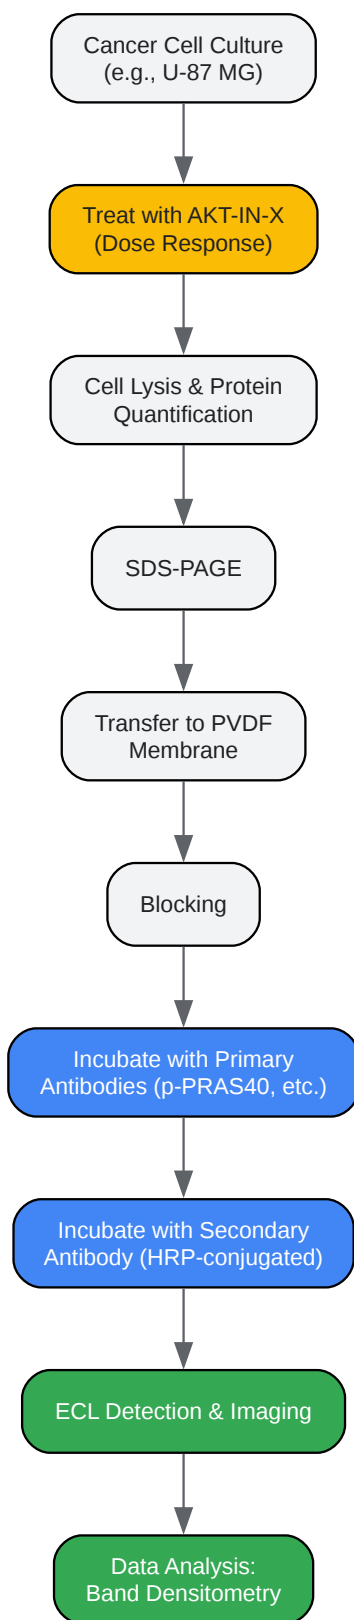 Cancer Cell Culture
(e.g., U-87 MG)
Treat with AKT-IN-X
(Dose Response)
Cell Lysis & Protein
Quantification
SDS-PAGE
Transfer to PVDF
Membrane
Blocking
Incubate with Primary
Antibodies (p-PRAS40, etc.)
Incubate with Secondary
Antibody (HRP-conjugated)
ECL Detection & Imaging
Data Analysis:
Band Densitometry